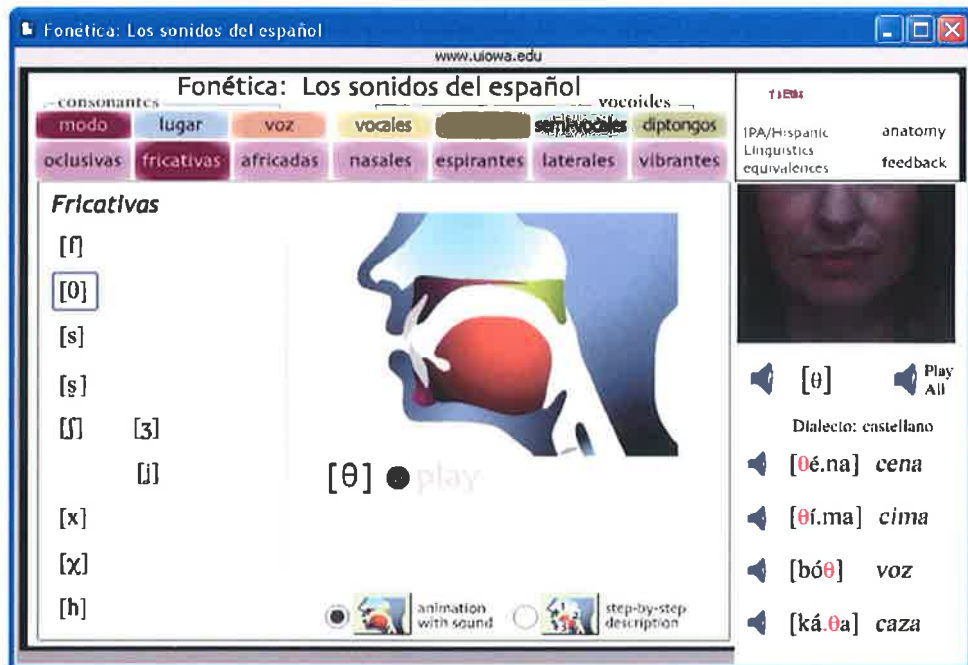 Fonética: Los sonidos del español
www.uiowa.edu
Fonética: Los sonidos del español
consonantes
vocoides
modo lugar voz vocales semivocales diptongos
oclusivas fricativas africadas nasales espirantes laterales vibrantes
IPA/Hispanic
Linguistics
equivalences
anatomy
feedback
Fricativas
[f]
[θ]
[s]
[s̺]
[ʃ] [ʒ]
[ʝ]
[x]
[χ]
[h]
[θ] play
animation
with sound
step-by-step
description
[θ]
Play
All
Dialecto: castellano
[θé.na] cena
[θí.ma] cima
[bóθ] voz
[ká.θa] caza